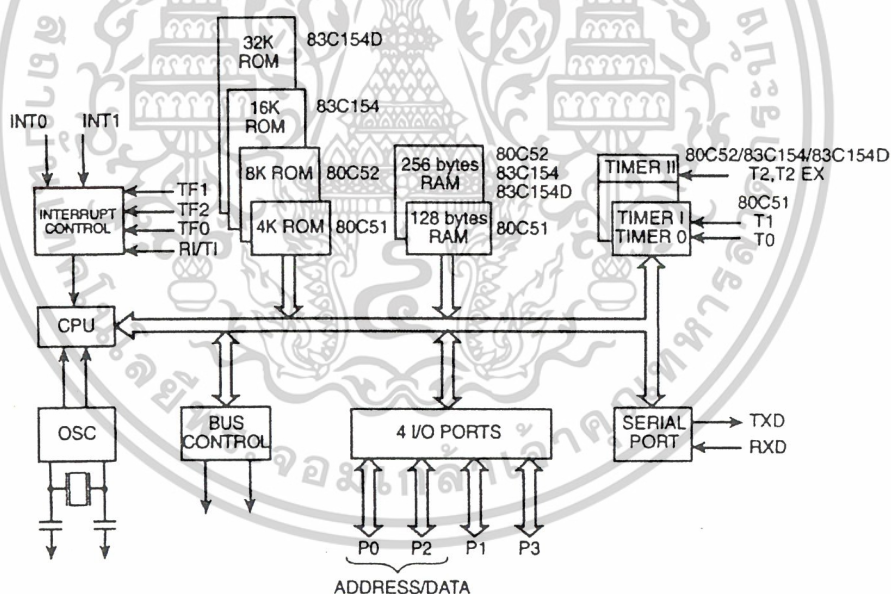 32K
ROM
83C154D
16K
ROM
83C154
8K ROM
80C52
4K ROM
80C51
INT0
INT1
INTERRUPT
CONTROL
TF1
TF2
TF0
RI/TI
256 bytes
RAM
80C52
83C154
83C154D
128 bytes
RAM
80C51
TIMER II
80C52/83C154/83C154D
T2,T2 EX
TIMER I
TIMER 0
80C51
T1
T0
CPU
OSC
BUS
CONTROL
4 I/O PORTS
SERIAL
PORT
TXD
RXD
P0
P2
P1
P3
ADDRESS/DATA